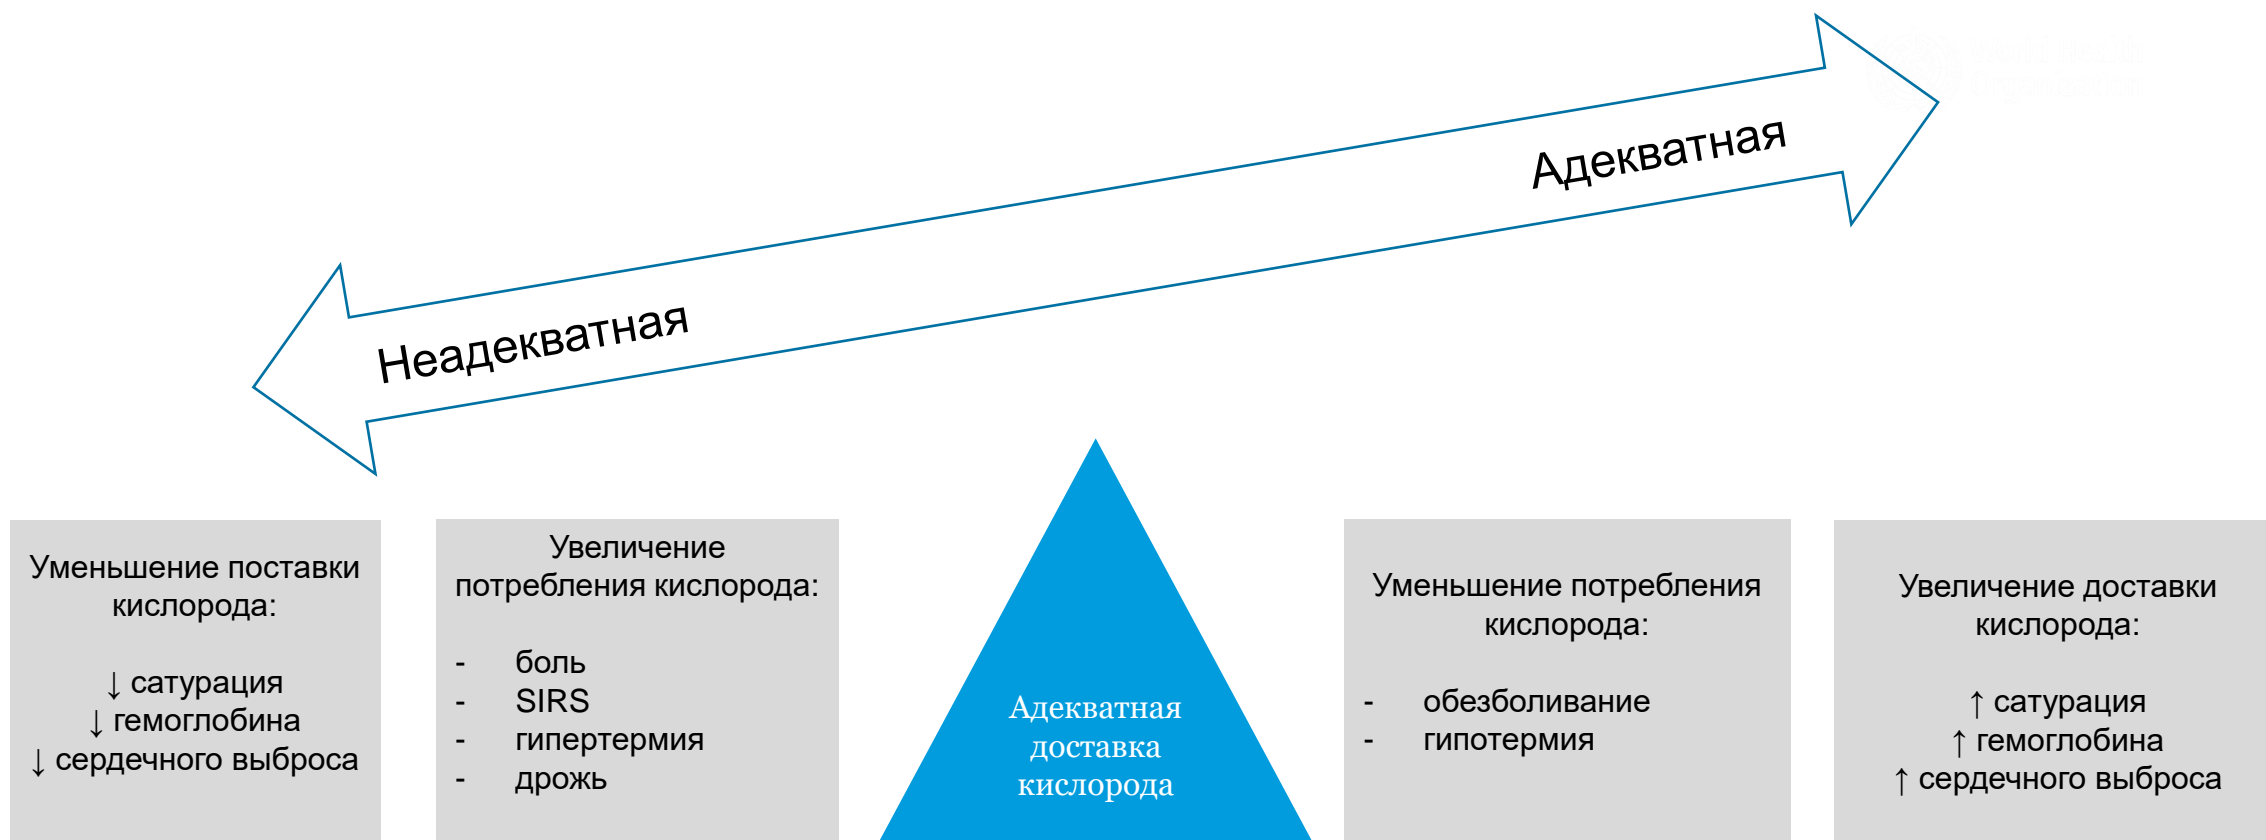 Адекватная
Неадекватная
Уменьшение поставки
кислорода:
↓ сатурация
↓ гемоглобина
↓ сердечного выброса
Увеличение
потребления кислорода:
- боль
- SIRS
- гипертермия
- дрожь
Адекватная
доставка
кислорода
Уменьшение потребления
кислорода:
- обезболивание
- гипотермия
Увеличение доставки
кислорода:
↑ сатурация
↑ гемоглобина
↑ сердечного выброса